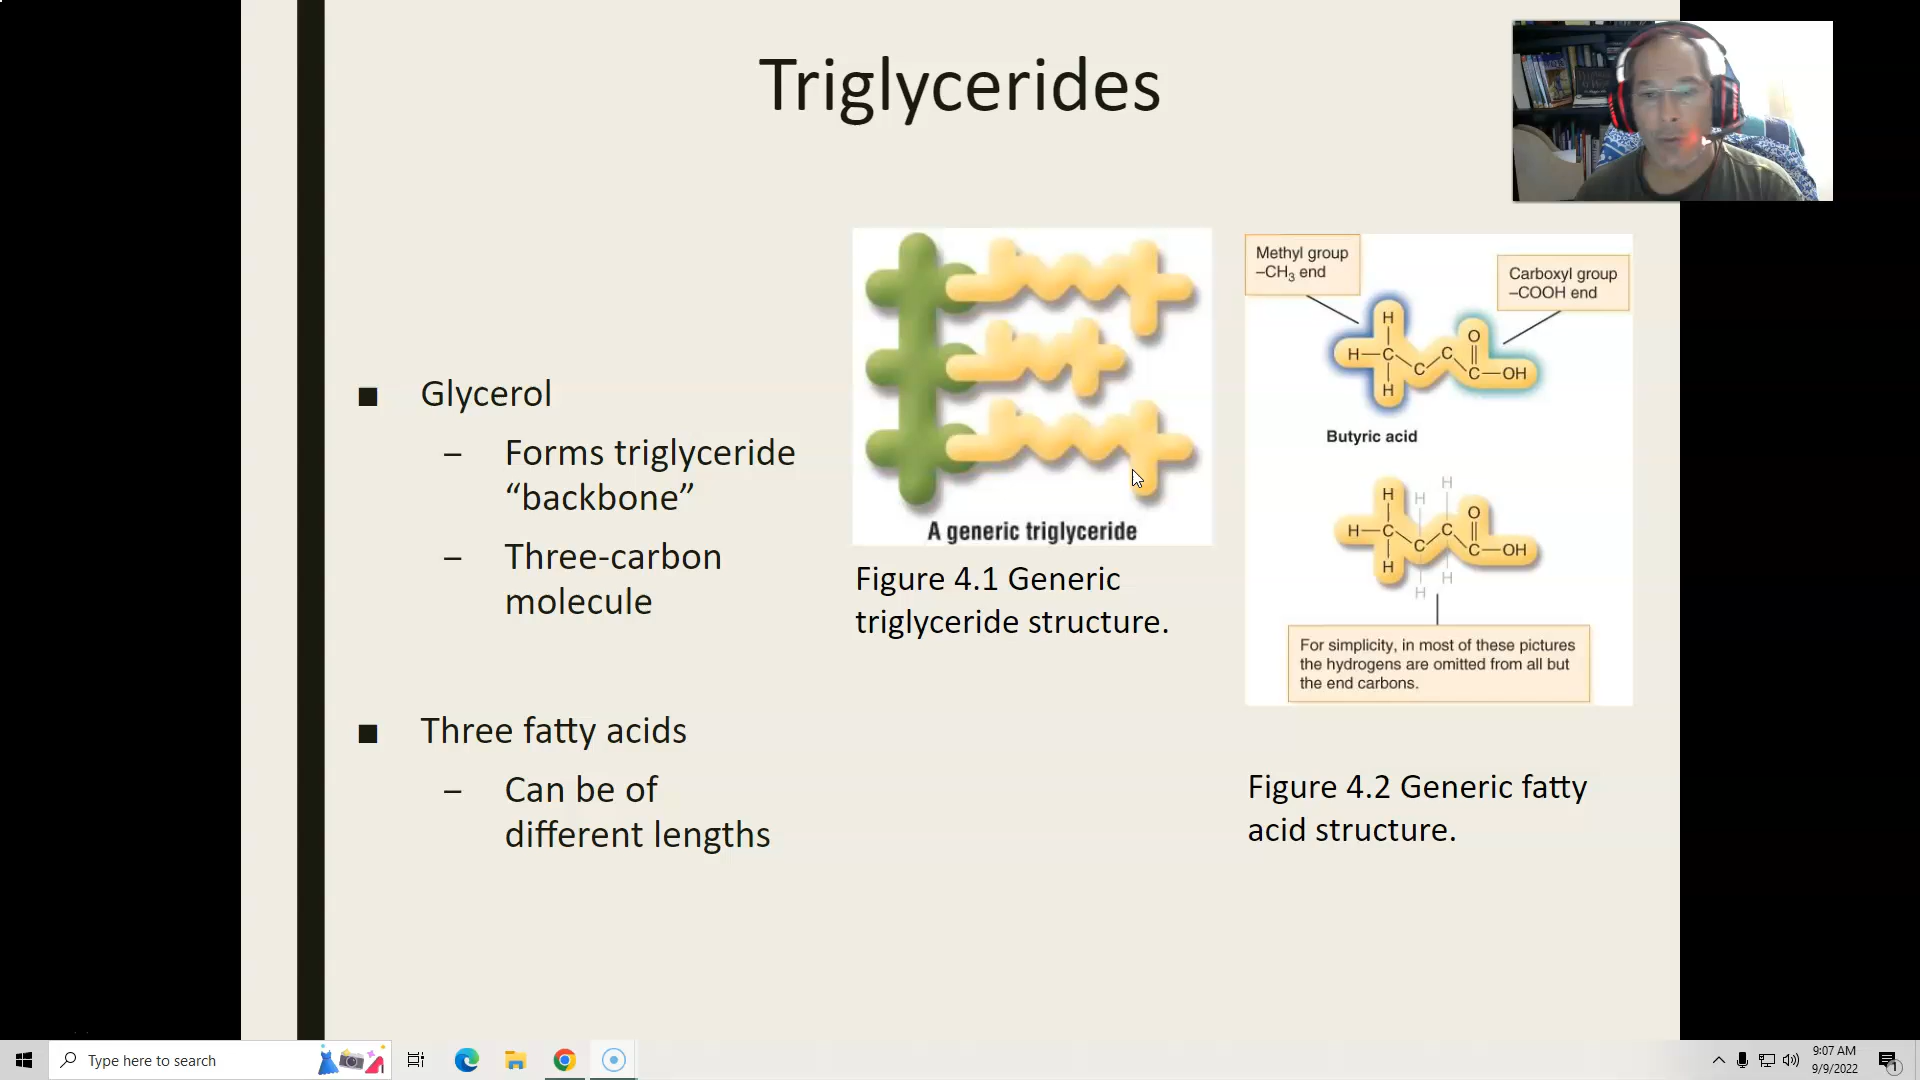 Triglycerides
■ Glycerol
– Forms triglyceride
“backbone”
– Three-carbon
molecule
■ Three fatty acids
– Can be of
different lengths
A generic triglyceride
Figure 4.1 Generic
triglyceride structure.
Methyl group
–CH₃ end
Carboxyl group
–COOH end
H
O
H C C C C OH
H
Butyric acid
H H H
O
H C C C C OH
H H H
For simplicity, in most of these pictures
the hydrogens are omitted from all but
the end carbons.
Figure 4.2 Generic fatty
acid structure.
Type here to search
9:07 AM
9/9/2022
1